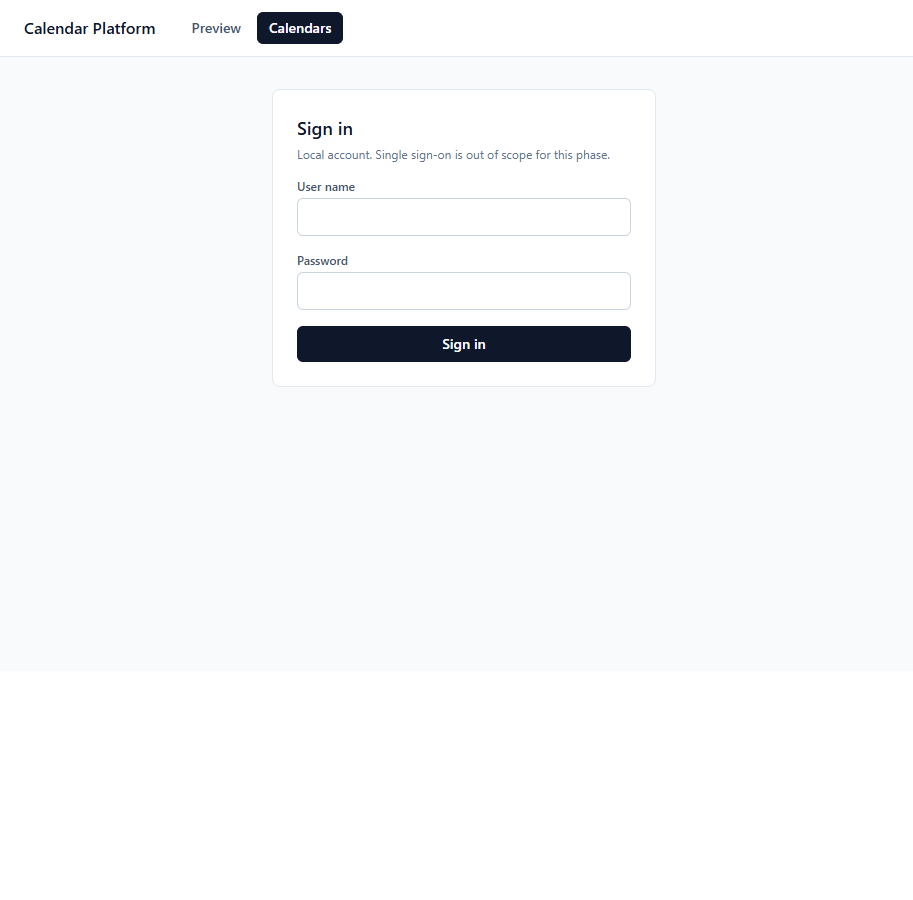 Calendar Platform Preview Calendars
Sign in
Local account. Single sign-on is out of scope for this phase.
User name
Password
Sign in